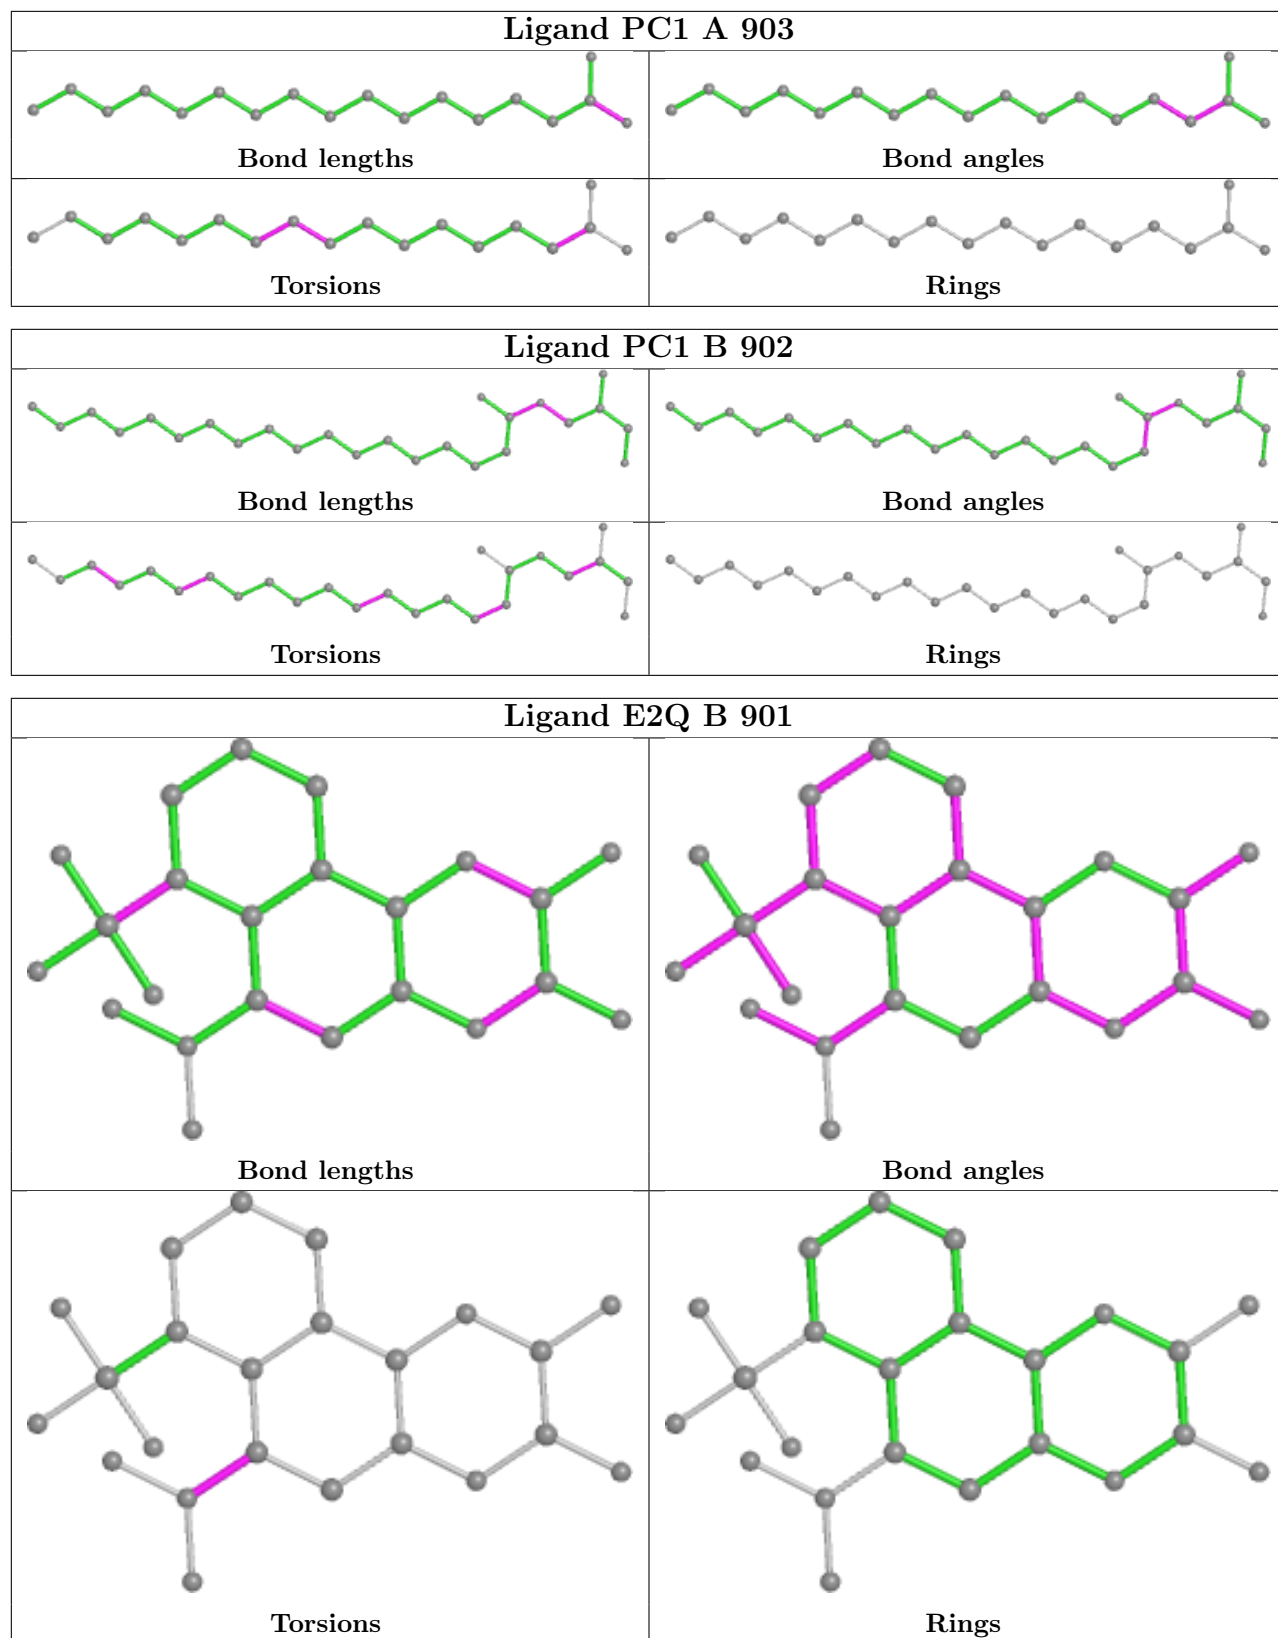 Ligand PC1 A 903
Bond lengths
Bond angles
Torsions
Rings
Ligand PC1 B 902
Bond lengths
Bond angles
Torsions
Rings
Ligand E2Q B 901
Bond lengths
Bond angles
Torsions
Rings